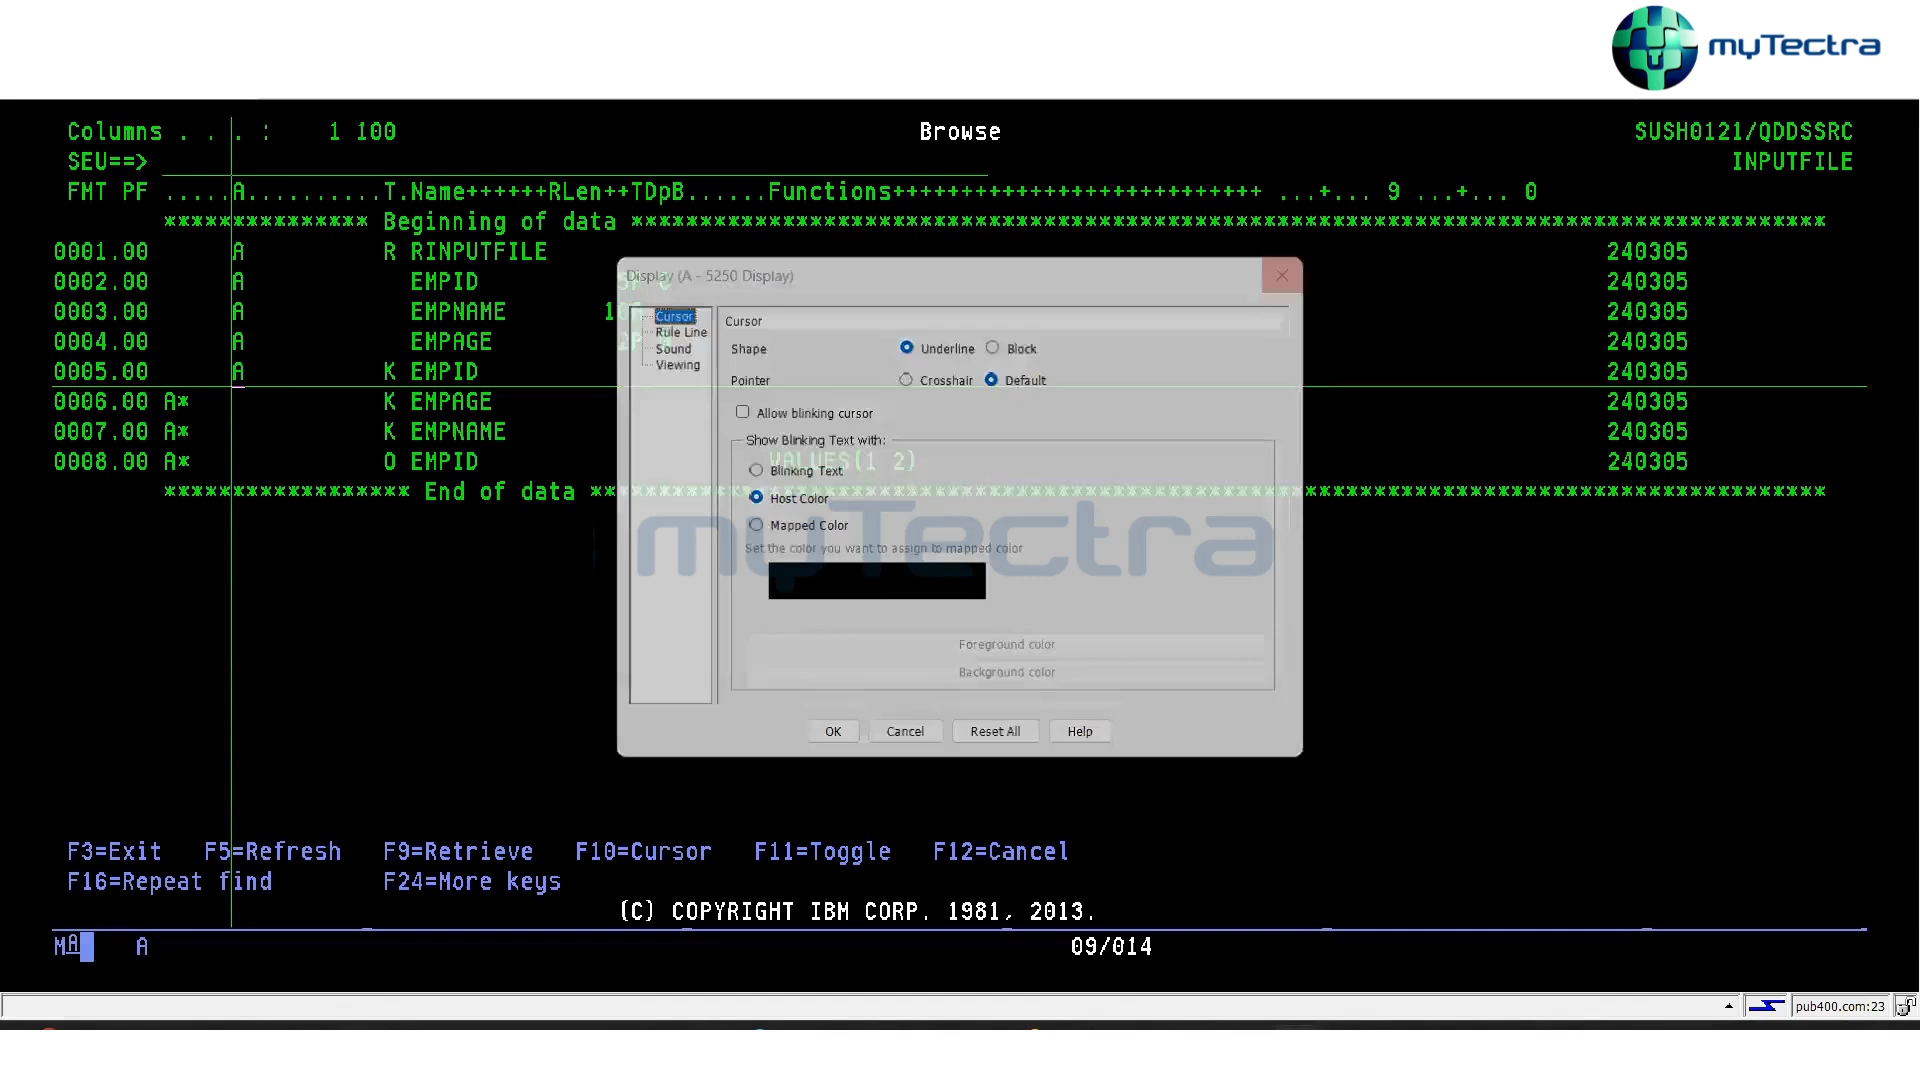 myTectra
Columns . . . :    1 100          Browse          SUSH0121/QDDSSRC
SEU==>          INPUTFILE
FMT PF .....A..........T.Name++++++RLen++TDpB......Functions+++++++++++++++++++++++++++ ...+... 9 ...+... 0
*************** Beginning of data ****************************************************************************************
0001.00      A          R RINPUTFILE          240305
0002.00      A            EMPID          240305
0003.00      A            EMPNAME          240305
0004.00      A            EMPAGE          240305
0005.00      A          K EMPID          240305
0006.00 A*              K EMPAGE          240305
0007.00 A*              K EMPNAME          240305
0008.00 A*              O EMPID          VALUES(1 2)          240305
****************** End of data ****************************************************************************************
Display (A - 5250 Display)
Cursor
Rule Line
Sound
Viewing
Cursor
Shape Underline Block
Pointer Crosshair Default
Allow blinking cursor
Show Blinking Text with:
Blinking Text
Host Color
Mapped Color
Set the color you want to assign to mapped color
Foreground color
Background color
OK Cancel Reset All Help
myTectra
F3=Exit   F5=Refresh   F9=Retrieve   F10=Cursor   F11=Toggle   F12=Cancel
F16=Repeat find        F24=More keys
(C) COPYRIGHT IBM CORP. 1981, 2013.
MA    A          09/014
pub400.com:23